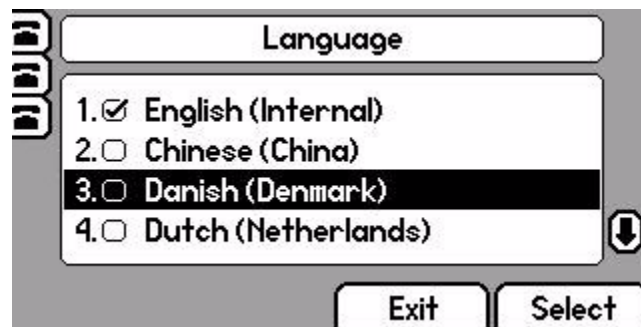 Language
1. English (Internal)
2. Chinese (China)
3. Danish (Denmark)
4. Dutch (Netherlands)
Exit Select